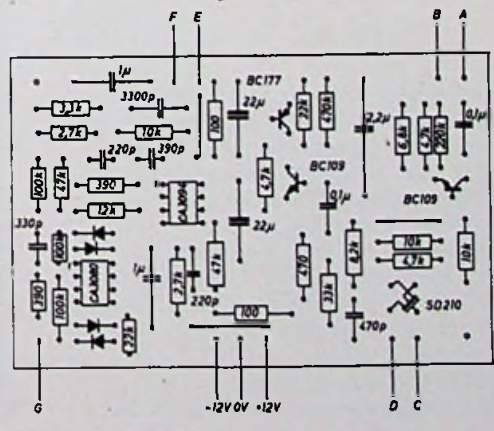 F E B A
1µ BC177
3,3k 3300p 100 22µ 22k 470k 2,2µ 6,8k 4,7k 220k 0,1µ
2,7k 10k
220p 390p 4,7k BC109
100k 47k 390 CA3094 0,1µ BC109
12k 22µ
330p 100k 47k 470 8,2k 10k 10k
CA3080 1µ 2,7k 4,7k
390 100k 220p 33k SD210
22k 100 470p
G -12V 0V +12V D C